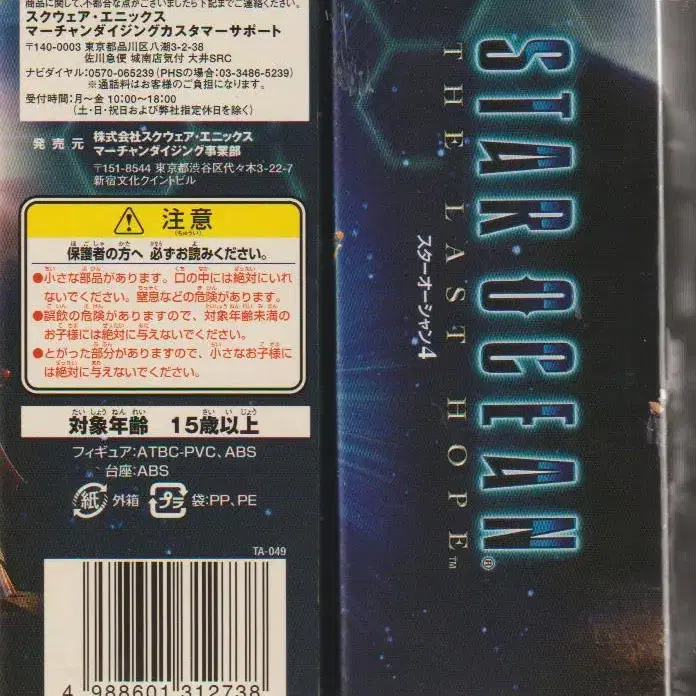 商品に関して、不都合な点がございましたら下記までご連絡ください。
スクウェア・エニックス
マーチャンダイジングカスタマーサポート
〒140-0003 東京都品川区八潮3-2-38
佐川急便 城南店気付 大井SRC
ナビダイヤル:0570-065239(PHSの場合:03-3486-5239)
※通話料はお客様のご負担になります。
受付時間:月~金 10:00~18:00
(土・日・祝日および弊社指定休日を除く)
発売元 株式会社スクウェア・エニックス
マーチャンダイジング事業部
〒151-8544 東京都渋谷区代々木3-22-7
新宿文化クイントビル
注意
保護者の方へ 必ずお読みください。
●小さな部品があります。口の中には絶対にいれ
ないでください。窒息などの危険があります。
●誤飲の危険がありますので、対象年齢未満の
お子様には絶対に与えないでください。
●とがった部分がありますので、小さなお子様に
は絶対に与えないでください。
対象年齢 15歳以上
フィギュア:ATBC-PVC、ABS
台座:ABS
紙 外箱 プラ 袋:PP、PE
TA-049
4 988601 312738
STAR OCEAN®
THE LAST HOPE™
スターオーシャン4